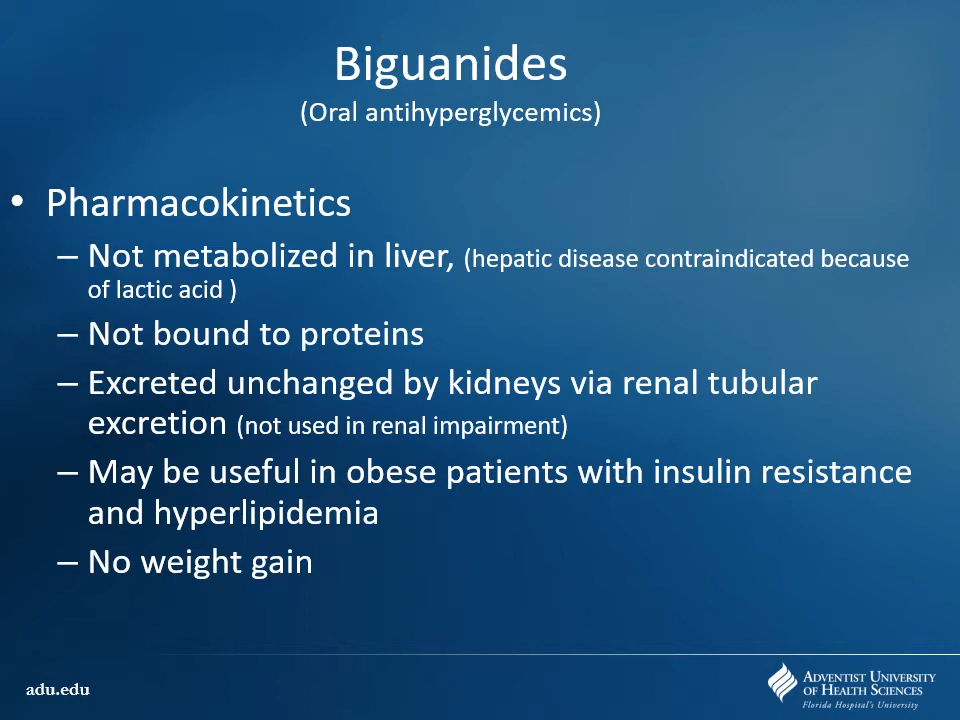 Biguanides
(Oral antihyperglycemics)
• Pharmacokinetics
– Not metabolized in liver, (hepatic disease contraindicated because
of lactic acid )
– Not bound to proteins
– Excreted unchanged by kidneys via renal tubular
excretion (not used in renal impairment)
– May be useful in obese patients with insulin resistance
and hyperlipidemia
– No weight gain
adu.edu
ADVENTIST UNIVERSITY
OF HEALTH SCIENCES
Florida Hospital's University